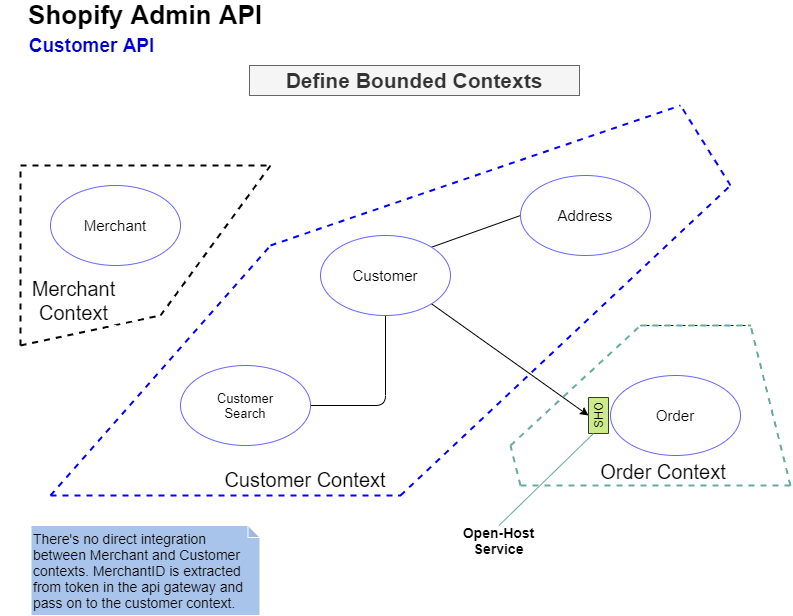 Shopify Admin API
Customer API
Define Bounded Contexts
Merchant
Address
Merchant
Context
Customer
Customer
Search
Customer Context
OHS
Order
Order Context
Open-Host
Service
There's no direct integration
between Merchant and Customer
contexts. MerchantID is extracted
from token in the api gateway and
pass on to the customer context.